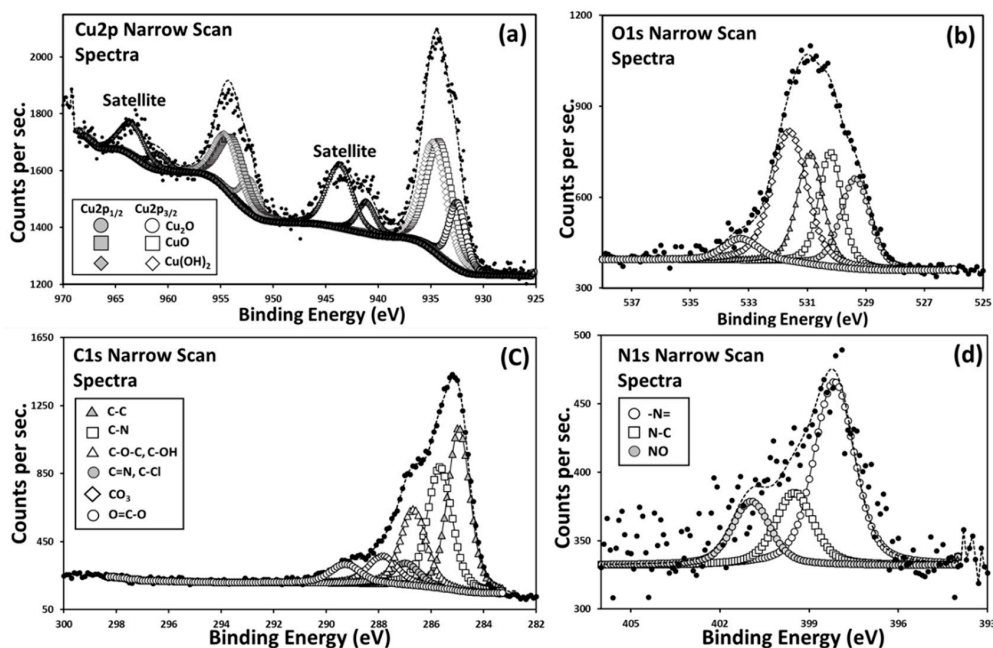 Cu2p Narrow Scan
Spectra
(a)
Satellite
Satellite
Counts per sec.
2100
1800
1600
1400
1200
Cu2p1/2 Cu2p3/2
Cu2O
CuO
Cu(OH)2
970 965 960 955 950 945 940 935 930 925
Binding Energy (eV)
O1s Narrow Scan
Spectra
(b)
Counts per sec.
1200
900
600
300
537 535 533 531 529 527 525
Binding Energy (eV)
C1s Narrow Scan
Spectra
(C)
Counts per sec.
1650
1250
850
450
50
C-C
C-N
C-O-C, C-OH
C=N, C-Cl
CO3
O=C-O
300 298 296 294 292 290 288 286 284 282
Binding Energy (eV)
N1s Narrow Scan
Spectra
(d)
Counts per sec.
500
450
400
350
300
-N=
N-C
NO
405 402 399 396 393
Binding Energy (eV)